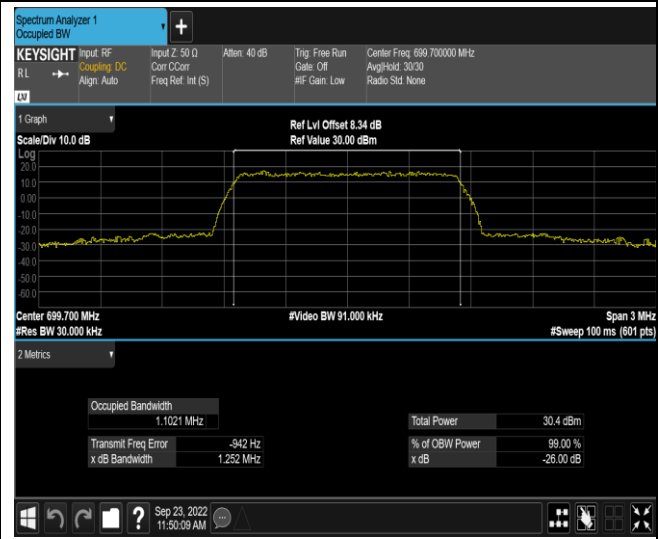 Spectrum Analyzer 1
Occupied BW
+
KEYSIGHT Input: RF Input Z: 50 Ω Atten: 40 dB Trig: Free Run Center Freq: 699.700000 MHz
Coupling: DC Corr CCorr Gate: Off Avg|Hold: 30/30
RL Align: Auto Freq Ref: Int (S) #IF Gain: Low Radio Std: None
LXI
1 Graph
Ref Lvl Offset 8.34 dB
Scale/Div 10.0 dB Ref Value 30.00 dBm
Log
20.0
10.0
0.00
-10.0
-20.0
-30.0
-40.0
-50.0
-60.0
Center 699.700 MHz #Video BW 91.000 kHz Span 3 MHz
#Res BW 30.000 kHz #Sweep 100 ms (601 pts)
2 Metrics
Occupied Bandwidth
1.1021 MHz Total Power 30.4 dBm
Transmit Freq Error -942 Hz % of OBW Power 99.00 %
x dB Bandwidth 1.252 MHz x dB -26.00 dB
? Sep 23, 2022
11:50:09 AM